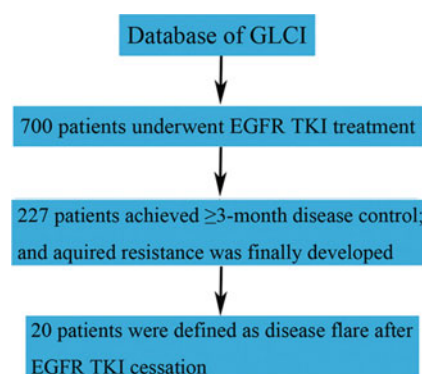 Database of GLCI
700 patients underwent EGFR TKI treatment
227 patients achieved ≥3-month disease control;
and aquired resistance was finally developed
20 patients were defined as disease flare after
EGFR TKI cessation